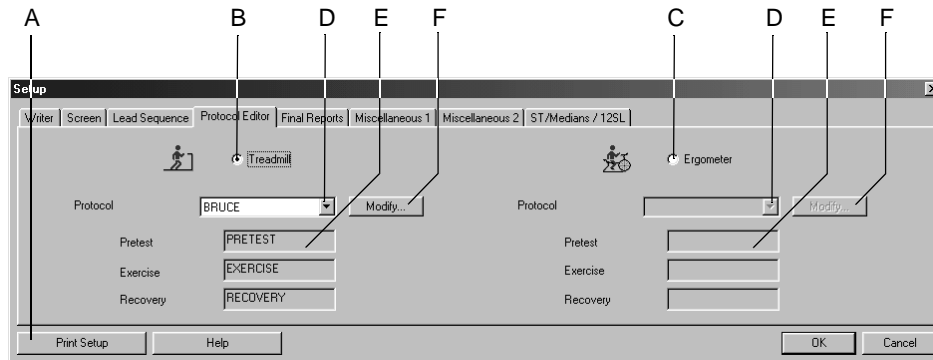 A B D E F C D E F
Setup
Writer Screen Lead Sequence Protocol Editor Final Reports Miscellaneous 1 Miscellaneous 2 ST/Medians / 12SL
Treadmill Ergometer
Protocol BRUCE Modify... Protocol Modify...
Pretest PRETEST Pretest
Exercise EXERCISE Exercise
Recovery RECOVERY Recovery
Print Setup Help OK Cancel